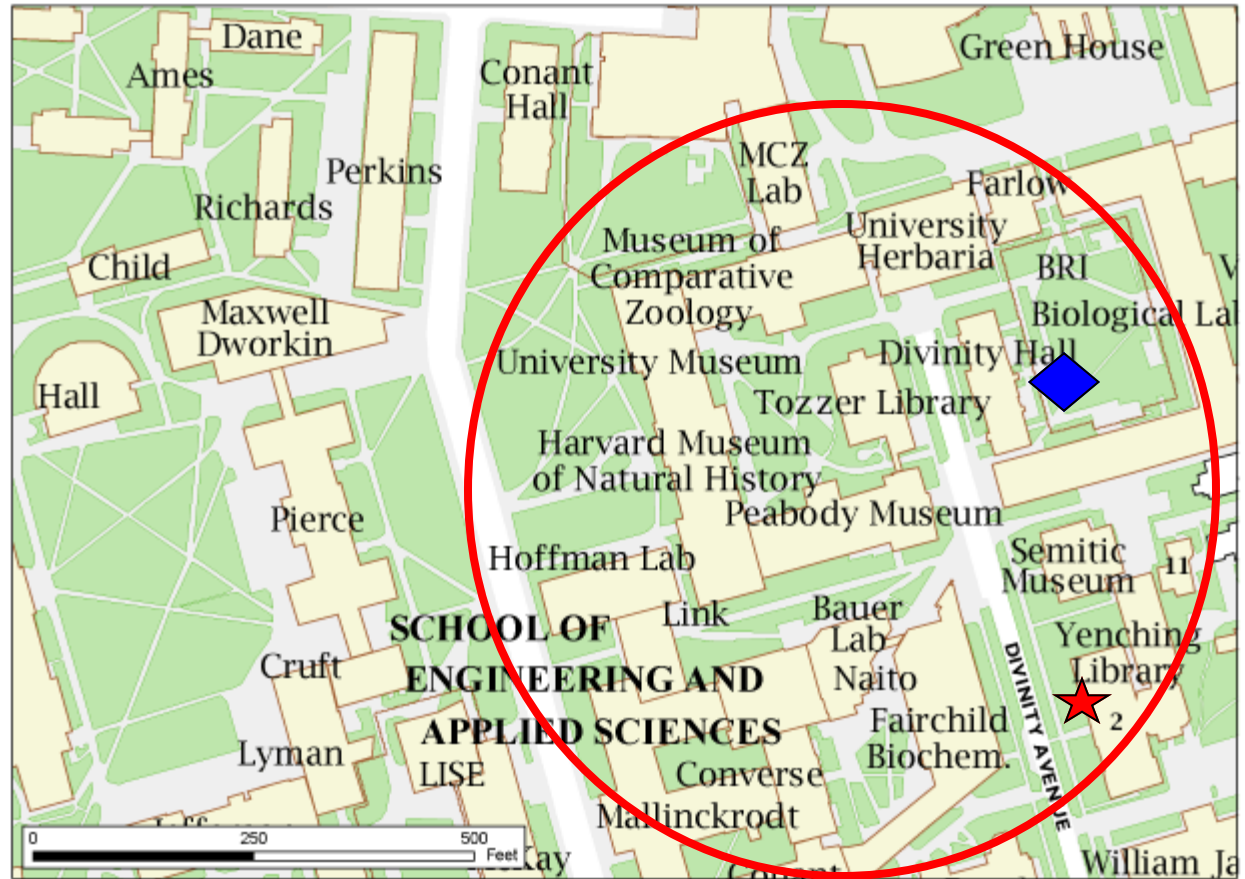 Dane
Ames
Conant
Hall
Green House
Perkins
MCZ
Lab
Richards
Farlow
University
Herbaria
Child
Museum of
Comparative
Zoology
BRI
Maxwell
Dworkin
Biological Lal
University Museum
Divinity Hall
Hall
Tozzer Library
Harvard Museum
of Natural History
Pierce
Peabody Museum
Hoffman Lab
Semitic
Museum
11
Link
Bauer
Lab
SCHOOL OF
ENGINEERING AND
APPLIED SCIENCES
Yenching
Library
Cruft
Naito
DIVINITY AVENUE
2
Fairchild
Biochem.
Lyman
LISE
Converse
Mallinckrodt
0 250 500
Feet
Kay
William Ja